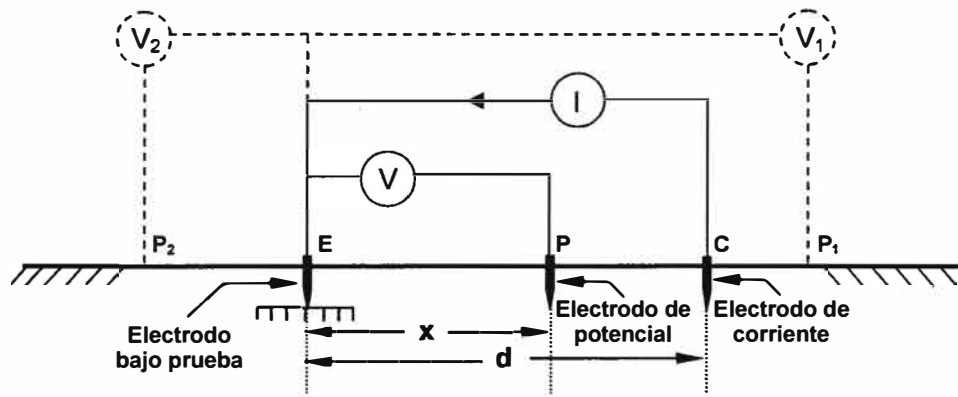 V₂
V₁
I
V
P₂
E
P
C
P₁
Electrodo
bajo prueba
Electrodo de
potencial
Electrodo de
corriente
x
d